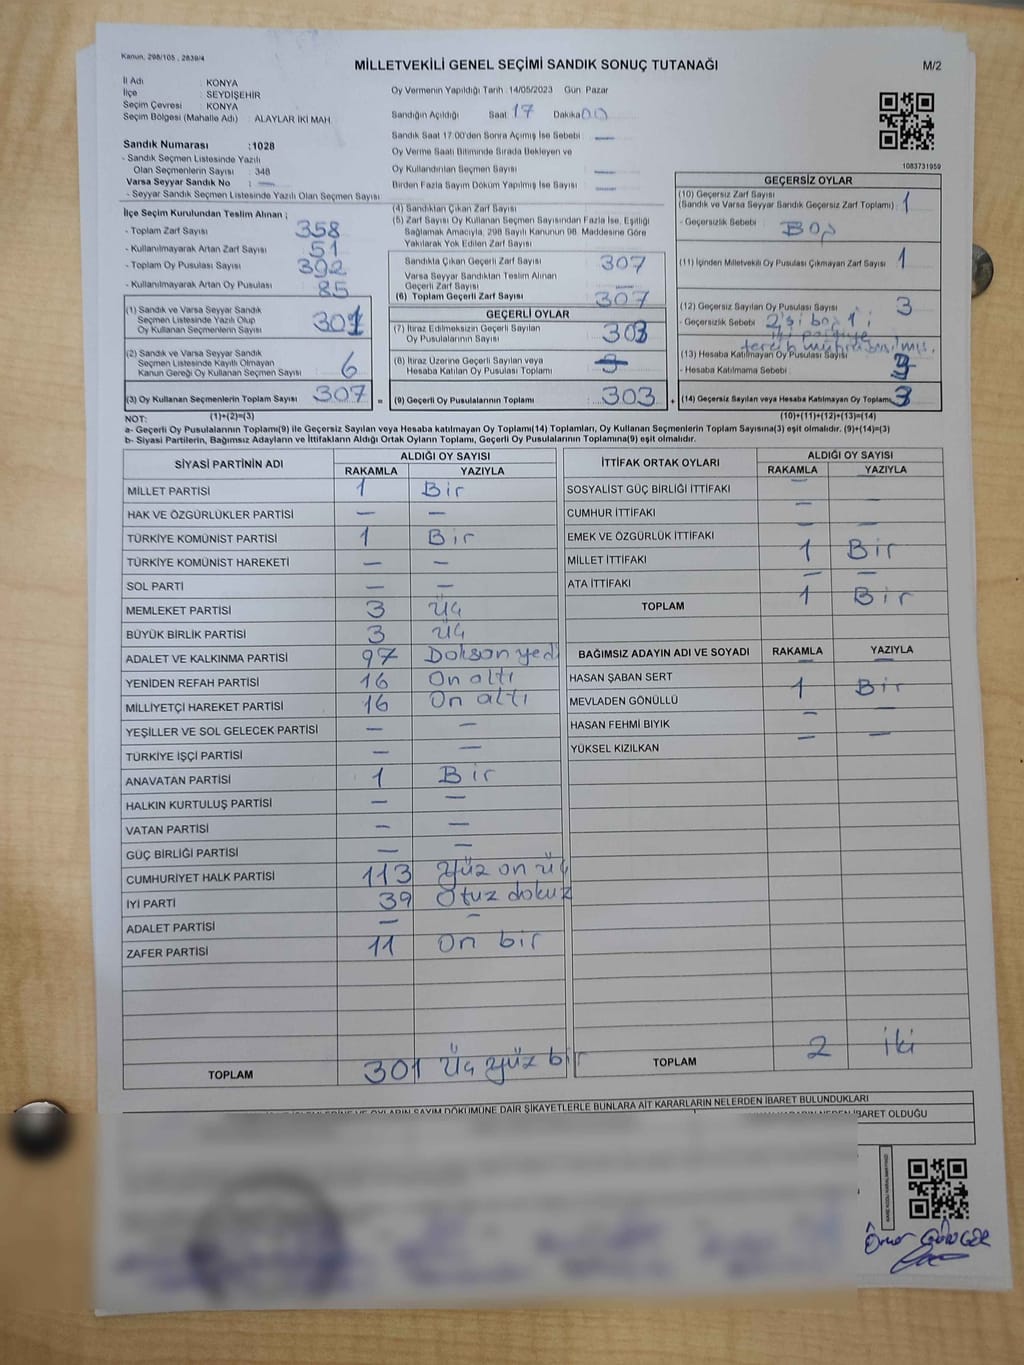 Kanun, 298/105 , 2839/4
MİLLETVEKİLİ GENEL SEÇİMİ SANDIK SONUÇ TUTANAĞI
M/2
İl Adı : KONYA
İlçe : SEYDİŞEHİR
Seçim Çevresi : KONYA
Seçim Bölgesi (Mahalle Adı) : ALAYLAR İKİ MAH.
Sandık Numarası :1028
- Sandık Seçmen Listesinde Yazılı
Olan Seçmenlerin Sayısı : 348
Varsa Seyyar Sandık No : —
- Seyyar Sandık Seçmen Listesinde Yazılı Olan Seçmen Sayısı
Oy Vermenin Yapıldığı Tarih :14/05/2023 Gün Pazar
Sandığın Açıldığı Saat 17 Dakika 00
Sandık Saat 17:00'den Sonra Açımış İse Sebebi : —
Oy Verme Saati Bitiminde Sırada Bekleyen ve
Oy Kullandırılan Seçmen Sayısı : —
Birden Fazla Sayım Döküm Yapılmış İse Sayısı : —
1083731959
İlçe Seçim Kurulundan Teslim Alınan ;
- Toplam Zarf Sayısı : 358
- Kullanılmayarak Artan Zarf Sayısı : 51
- Toplam Oy Pusulası Sayısı : 392
- Kullanılmayarak Artan Oy Pusulası : 85
(1) Sandık ve Varsa Seyyar Sandık
Seçmen Listesinde Yazılı Olup
Oy Kullanan Seçmenlerin Sayısı : 301
(2) Sandık ve Varsa Seyyar Sandık
Seçmen Listesinde Kayıtlı Olmayan
Kanun Gereği Oy Kullanan Seçmen Sayısı : 6
(3) Oy Kullanan Seçmenlerin Toplam Sayısı : 307
(4) Sandıktan Çıkan Zarf Sayısı
(5) Zarf Sayısı Oy Kullanan Seçmen Sayısından Fazla İse, Eşitliği
Bağlamak Amacıyla, 298 Sayılı Kanunun 98. Maddesine Göre
Yakılarak Yok Edilen Zarf Sayısı
Sandıkta Çıkan Geçerli Zarf Sayısı 307
Varsa Seyyar Sandıktan Teslim Alınan
Geçerli Zarf Sayısı
(6) Toplam Geçerli Zarf Sayısı : 307
GEÇERLİ OYLAR
(7) İtiraz Edilmeksizin Geçerli Sayılan
Oy Pusulasının Sayısı : 303
(8) İtiraz Üzerine Geçerli Sayılan veya
Hesaba Katılan Oy Pusulası Toplamı :
(9) Geçerli Oy Pusulalarının Toplamı : 303
GEÇERSİZ OYLAR
(10) Geçersiz Zarf Sayısı
(Sandık ve Varsa Seyyar Sandık Geçersiz Zarf Toplamı) : 1
- Geçersizlik Sebebi : Boş
(11) İçinden Milletvekili Oy Pusulası Çıkmayan Zarf Sayısı : 1
(12) Geçersiz Sayılan Oy Pusulası Sayısı : 3
- Geçersizlik Sebebi : 2'si boş 1'i
iki partiye
tercih mührü basılmış.
(13) Hesaba Katılmayan Oy Pusulası Sayısı
- Hesaba Katılmama Sebebi :
(14) Geçersiz Sayılan veya Hesaba Katılmayan Oy Toplamı 3
NOT: (1)+(2)=(3) (10)+(11)+(12)+(13)=(14)
a- Geçerli Oy Pusulalarının Toplamı(9) ile Geçersiz Sayılan veya Hesaba katılmayan Oy Toplamı(14) Toplamları, Oy Kullanan Seçmenlerin Toplam Sayısına(3) eşit olmalıdır. (9)+(14)=(3)
b- Siyasi Partilerin, Bağımsız Adayların ve İttifakların Aldığı Ortak Oyların Toplamı, Geçerli Oy Pusulalarının Toplamına(9) eşit olmalıdır.
SİYASİ PARTİNİN ADI ALDIĞI OY SAYISI
RAKAMLA YAZIYLA
MİLLET PARTİSİ 1 Bir
HAK VE ÖZGÜRLÜKLER PARTİSİ — —
TÜRKİYE KOMÜNİST PARTİSİ 1 Bir
TÜRKİYE KOMÜNİST HAREKETİ — —
SOL PARTİ — —
MEMLEKET PARTİSİ 3 Üç
BÜYÜK BİRLİK PARTİSİ 3 Üç
ADALET VE KALKINMA PARTİSİ 97 Doksan yedi
YENİDEN REFAH PARTİSİ 16 On altı
MİLLİYETÇİ HAREKET PARTİSİ 16 On altı
YEŞİLLER VE SOL GELECEK PARTİSİ — —
TÜRKİYE İŞÇİ PARTİSİ — —
ANAVATAN PARTİSİ 1 Bir
HALKIN KURTULUŞ PARTİSİ — —
VATAN PARTİSİ — —
GÜÇ BİRLİĞİ PARTİSİ — —
CUMHURİYET HALK PARTİSİ 113 Yüz on üç
İYİ PARTİ 39 Otuz dokuz
ADALET PARTİSİ — —
ZAFER PARTİSİ 11 On bir
TOPLAM 301 Üç yüz bir
İTTİFAK ORTAK OYLARI ALDIĞI OY SAYISI
RAKAMLA YAZIYLA
SOSYALİST GÜÇ BİRLİĞİ İTTİFAKI — —
CUMHUR İTTİFAKI — —
EMEK VE ÖZGÜRLÜK İTTİFAKI — —
MİLLET İTTİFAKI 1 Bir
ATA İTTİFAKI — —
TOPLAM 1 Bir
BAĞIMSIZ ADAYIN ADI VE SOYADI RAKAMLA YAZIYLA
HASAN ŞABAN SERT — —
MEVLADEN GÖNÜLLÜ 1 Bir
HASAN FEHMİ BIYIK — —
YÜKSEL KIZILKAN — —
TOPLAM 2 İki
OYLARIN SAYIM DÖKÜMÜNE DAİR ŞİKAYETLERLE BUNLARA AİT KARARLARIN NELERDEN İBARET BULUNDUKLARI
İBARET OLDUĞU
Ömer